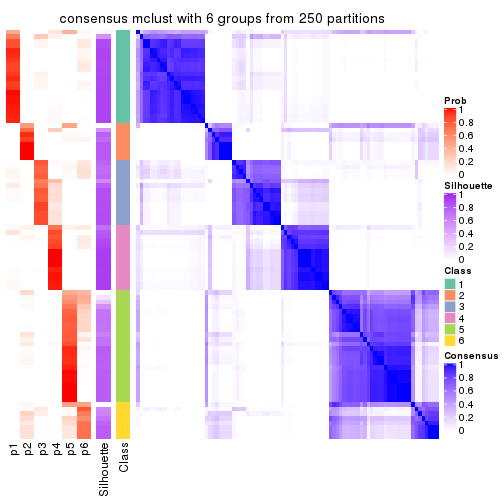 consensus mclust with 6 groups from 250 partitions
Prob
1
0.8
0.6
0.4
0.2
0
Silhouette
1
0.8
0.6
0.4
0.2
0
Class
1
2
3
4
5
6
Consensus
1
0.8
0.6
0.4
0.2
0
p1
p2
p3
p4
p5
p6
Silhouette
Class